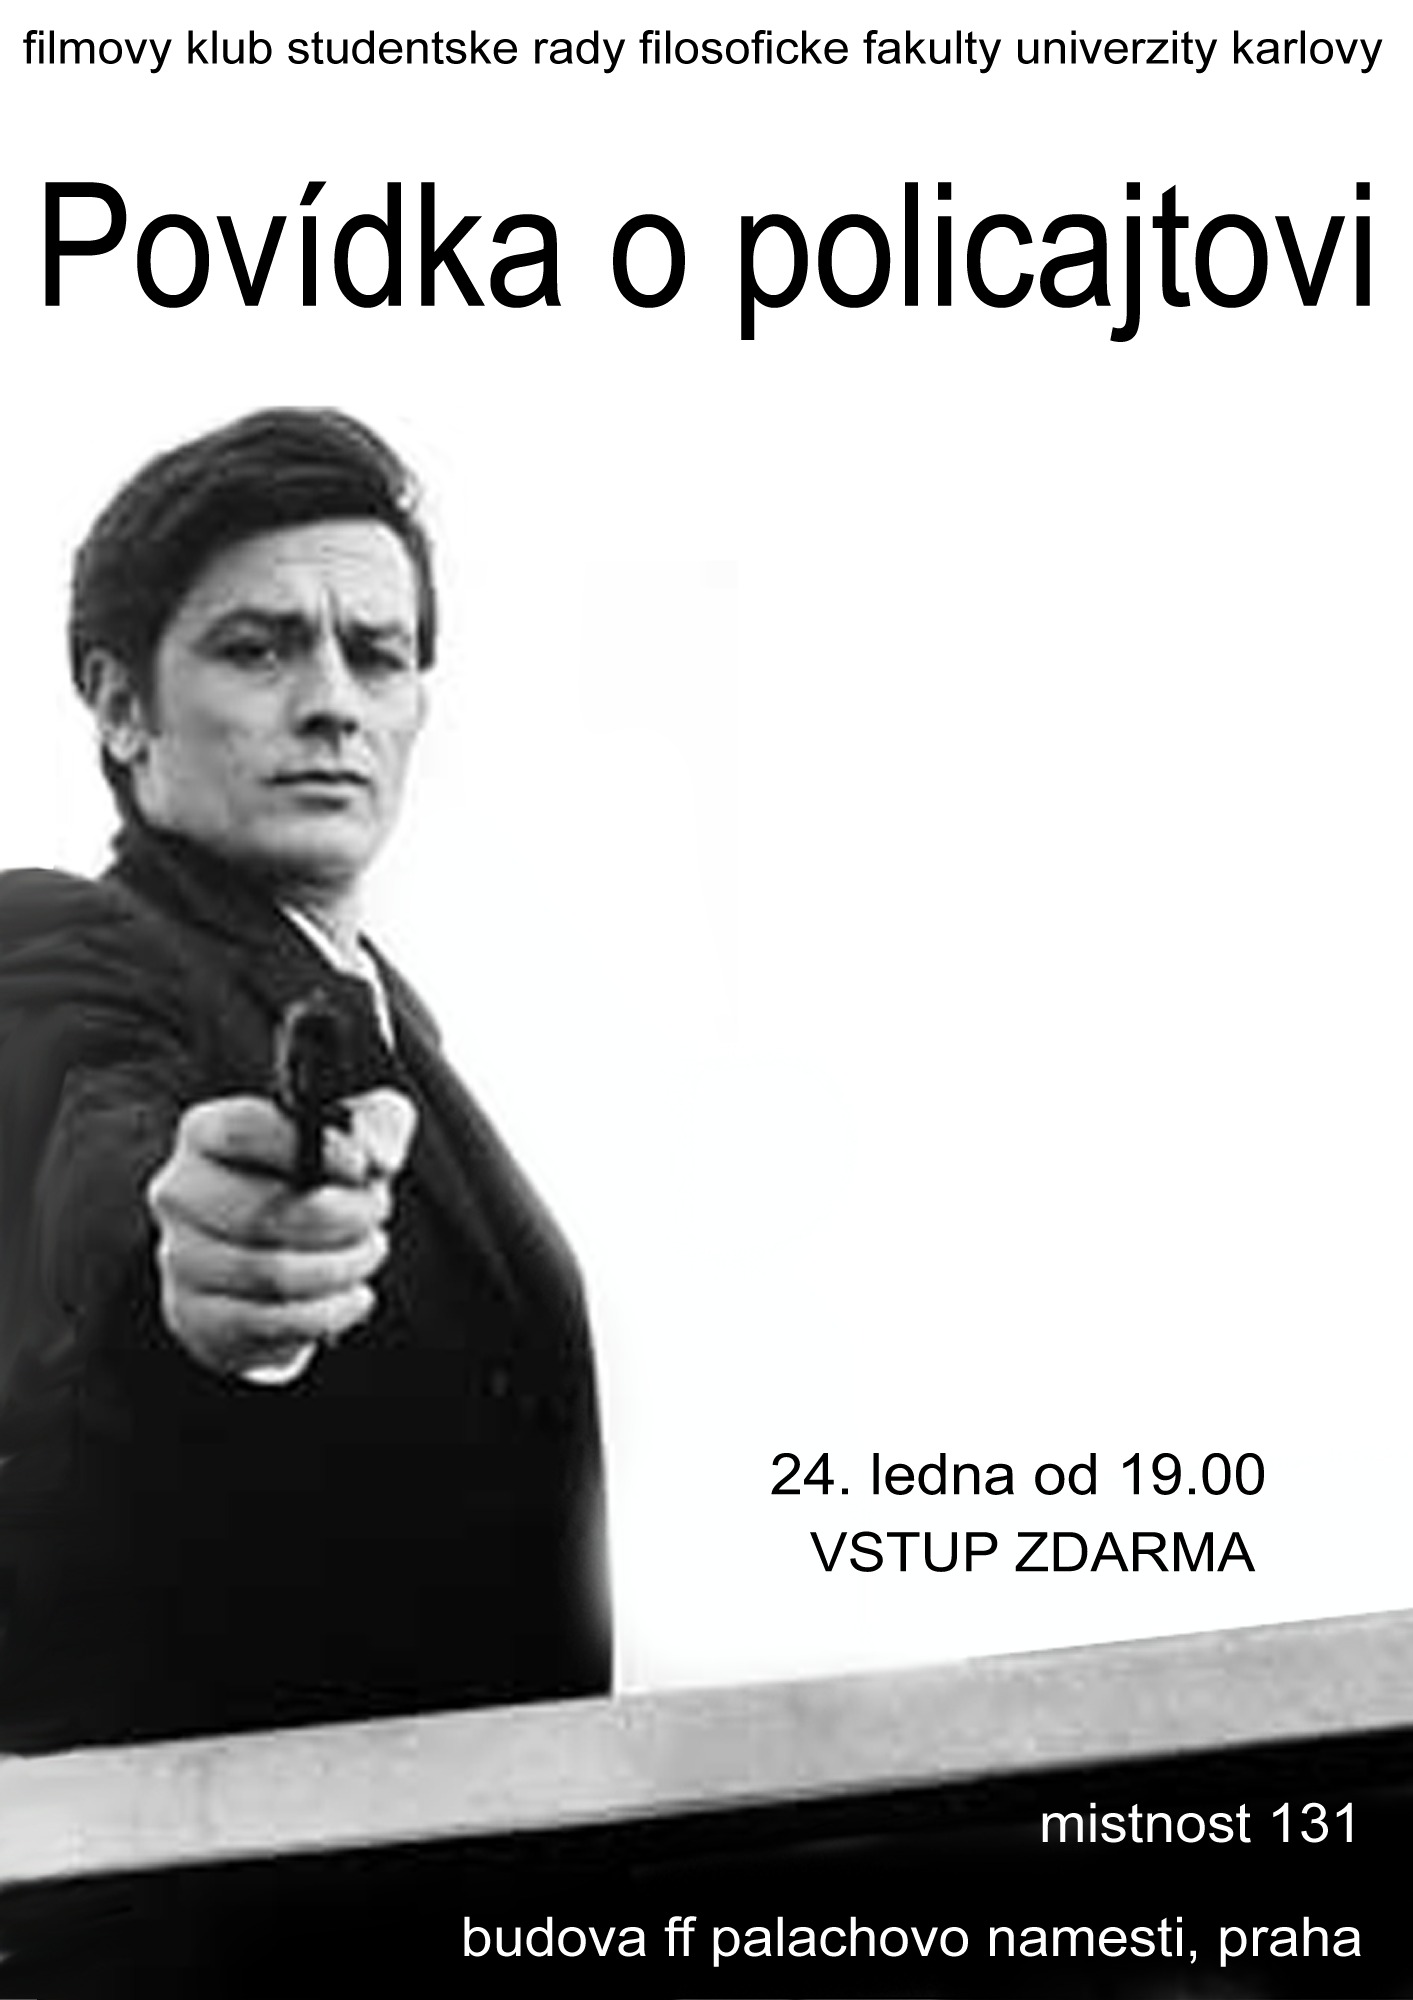 filmovy klub studentske rady filosoficke fakulty univerzity karlovy
Povídka o policajtovi
24. ledna od 19.00
VSTUP ZDARMA
mistnost 131
budova ff palachovo namesti, praha